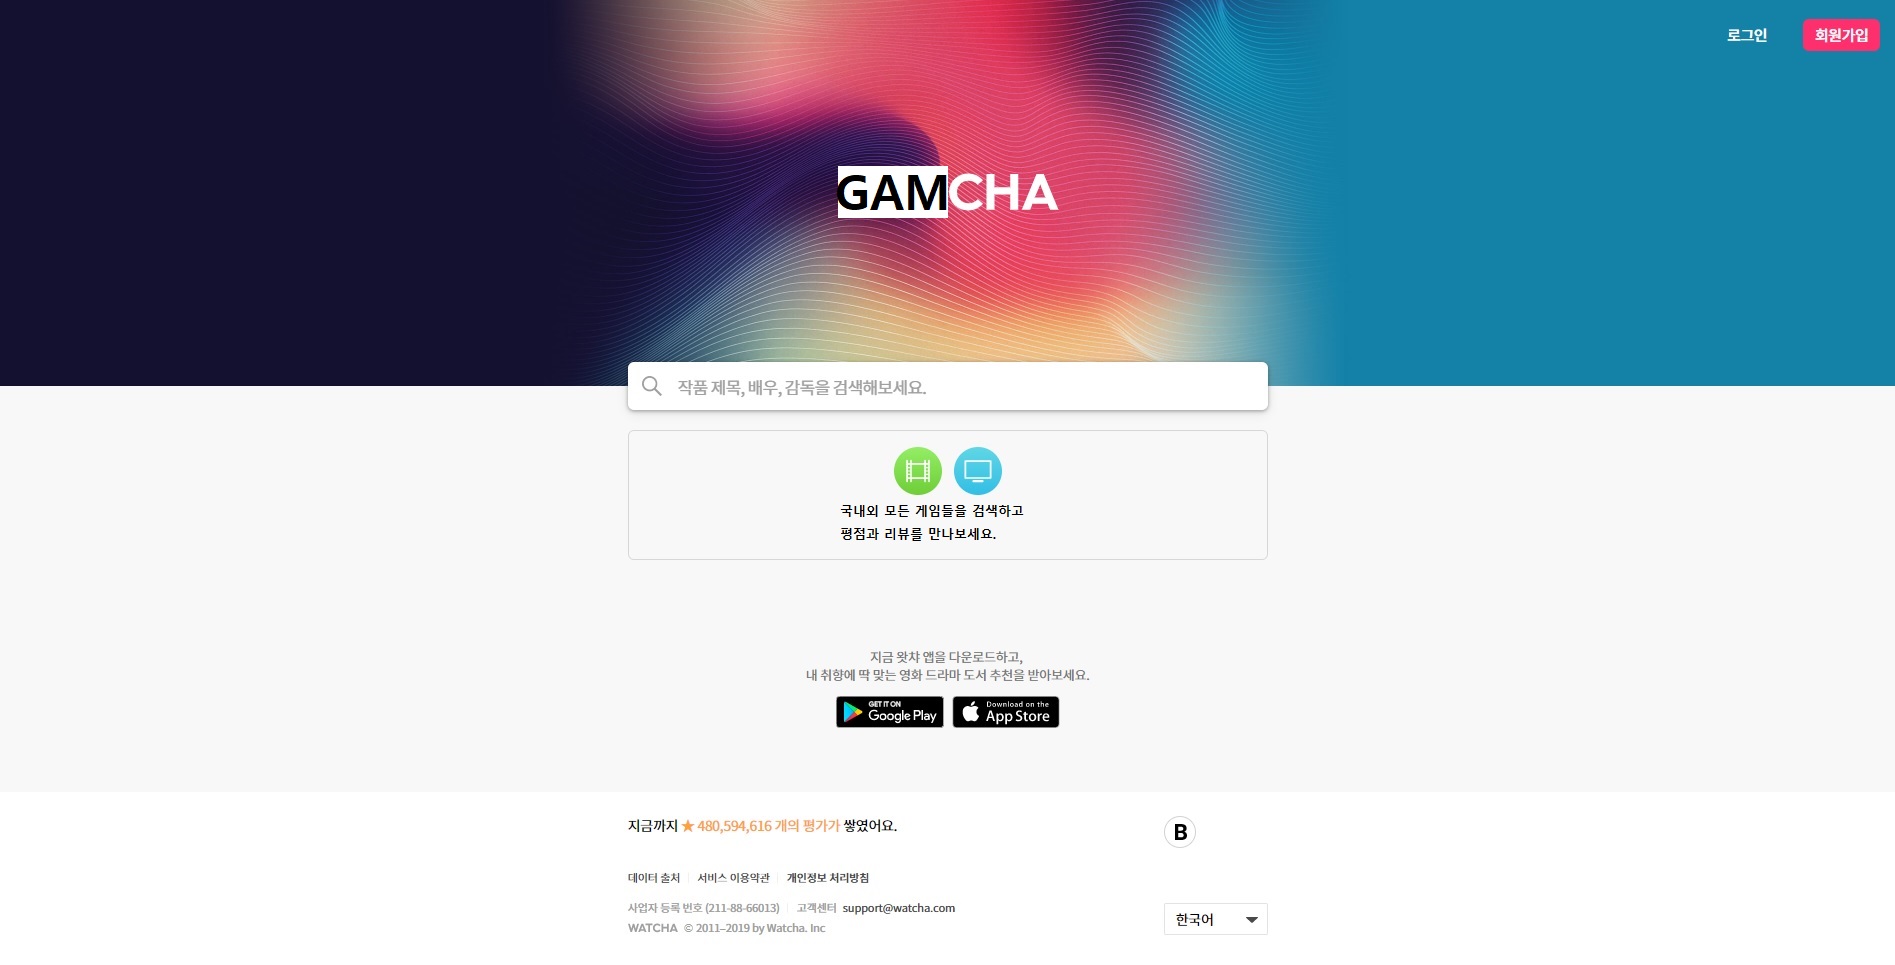 로그인
회원가입
GAMCHA
작품 제목, 배우, 감독을 검색해보세요.
국내외 모든 게임들을 검색하고
평점과 리뷰를 만나보세요.
지금 왓챠 앱을 다운로드하고,
내 취향에 딱 맞는 영화 드라마 도서 추천을 받아보세요.
GET IT ON
Google Play
Download on the
App Store
지금까지 ★ 480,594,616 개의 평가가 쌓였어요.
B
데이터 출처
서비스 이용약관
개인정보 처리방침
사업자 등록 번호 (211-88-66013)
고객센터 support@watcha.com
한국어
WATCHA © 2011–2019 by Watcha. Inc